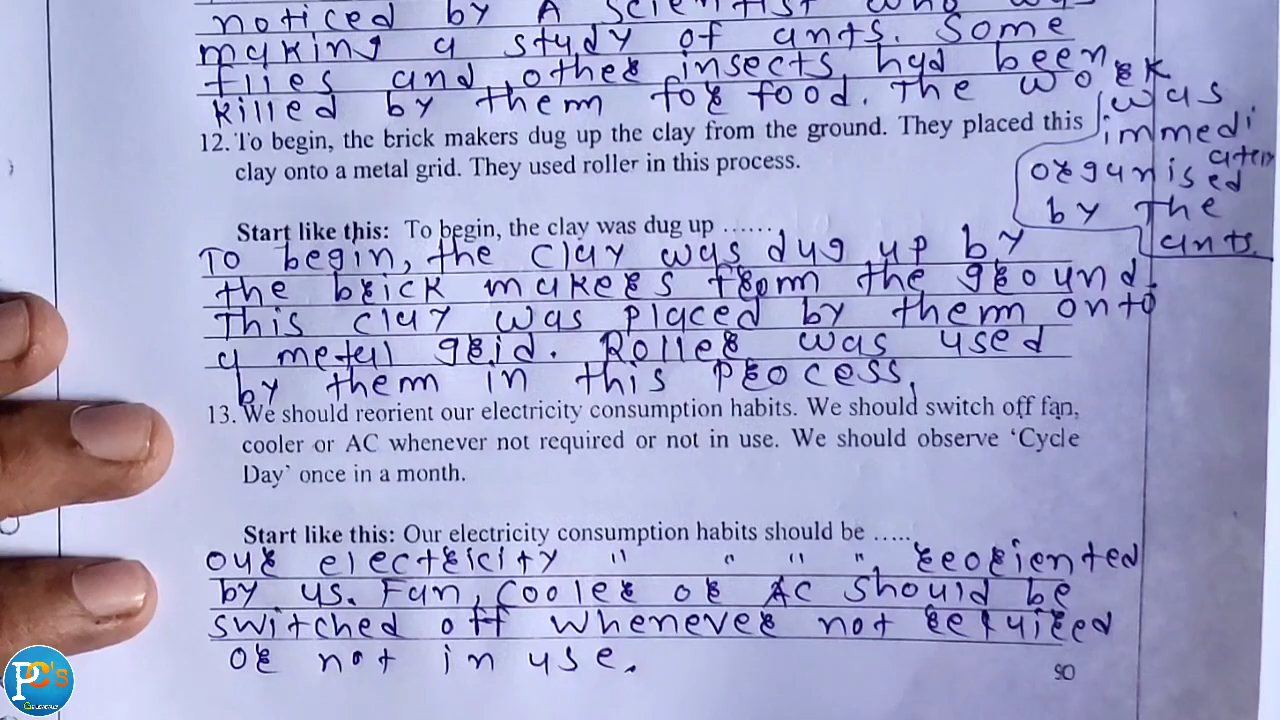 noticed by A scientist who was
making a study of ants. Some
flies and other insects had been
killed by them for food. The work
was
immedi
ately
organised
by the
ants.
12. To begin, the brick makers dug up the clay from the ground. They placed this
clay onto a metal grid. They used roller in this process.
Start like this: To begin, the clay was dug up ......
To begin, the clay was dug up by
the brick makers from the ground.
This clay was placed by them onto
a metal grid. Roller was used
by them in this process.
13. We should reorient our electricity consumption habits. We should switch off fan,
cooler or AC whenever not required or not in use. We should observe 'Cycle
Day' once in a month.
Start like this: Our electricity consumption habits should be .....
Our electricity " " " " reoriented
by us. Fan, Cooler or AC should be
switched off whenever not required
or not in use.
90
PC's